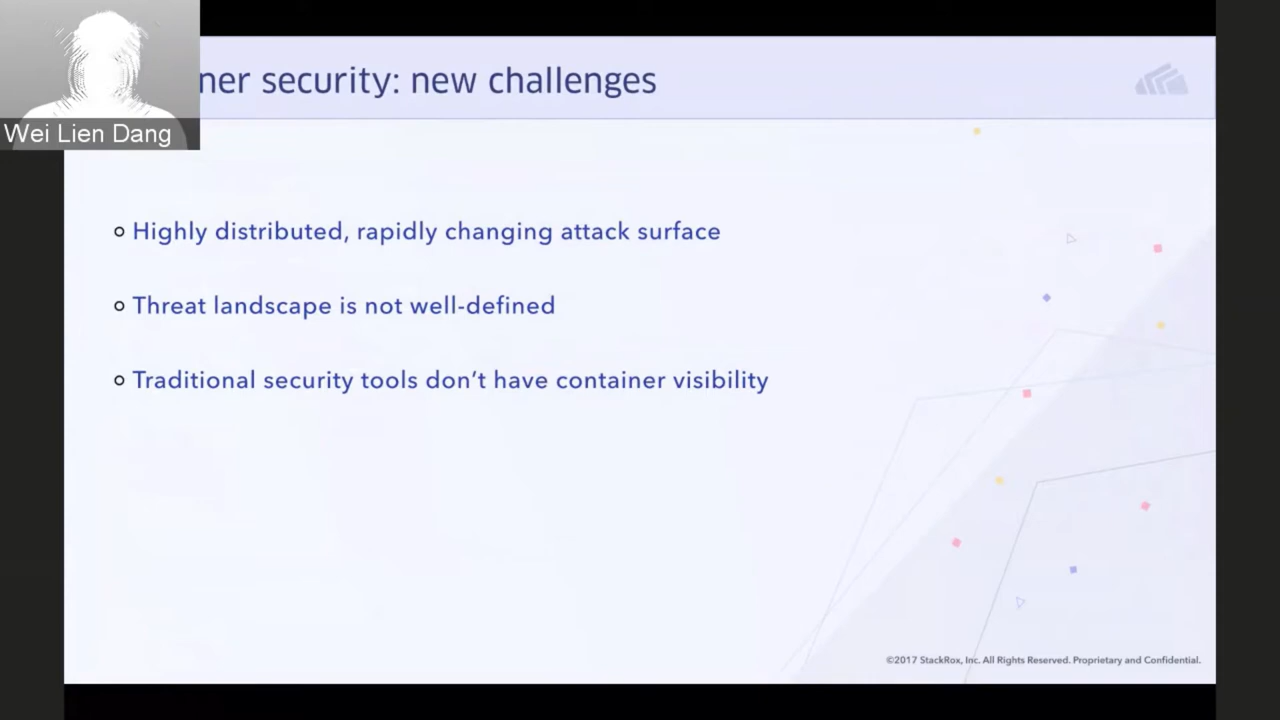 ner security: new challenges
Wei Lien Dang
Highly distributed, rapidly changing attack surface
Threat landscape is not well-defined
Traditional security tools don’t have container visibility
©2017 StackRox, Inc. All Rights Reserved. Proprietary and Confidential.